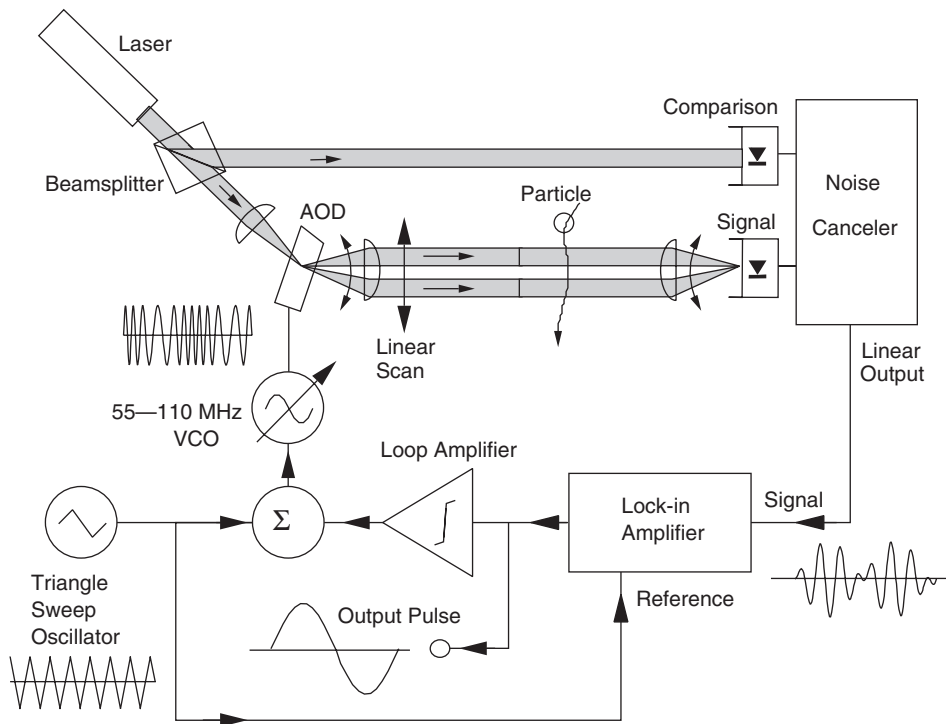 Laser
Comparison
Beamsplitter
AOD
Particle
Signal
Noise
Canceler
Linear
Scan
Linear
Output
55—110 MHz
VCO
Loop Amplifier
Σ
Lock-in
Amplifier
Signal
Triangle
Sweep
Oscillator
Output Pulse
Reference